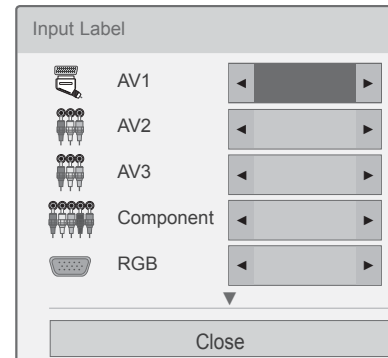 Input Label
AV1
AV2
AV3
Component
RGB
Close